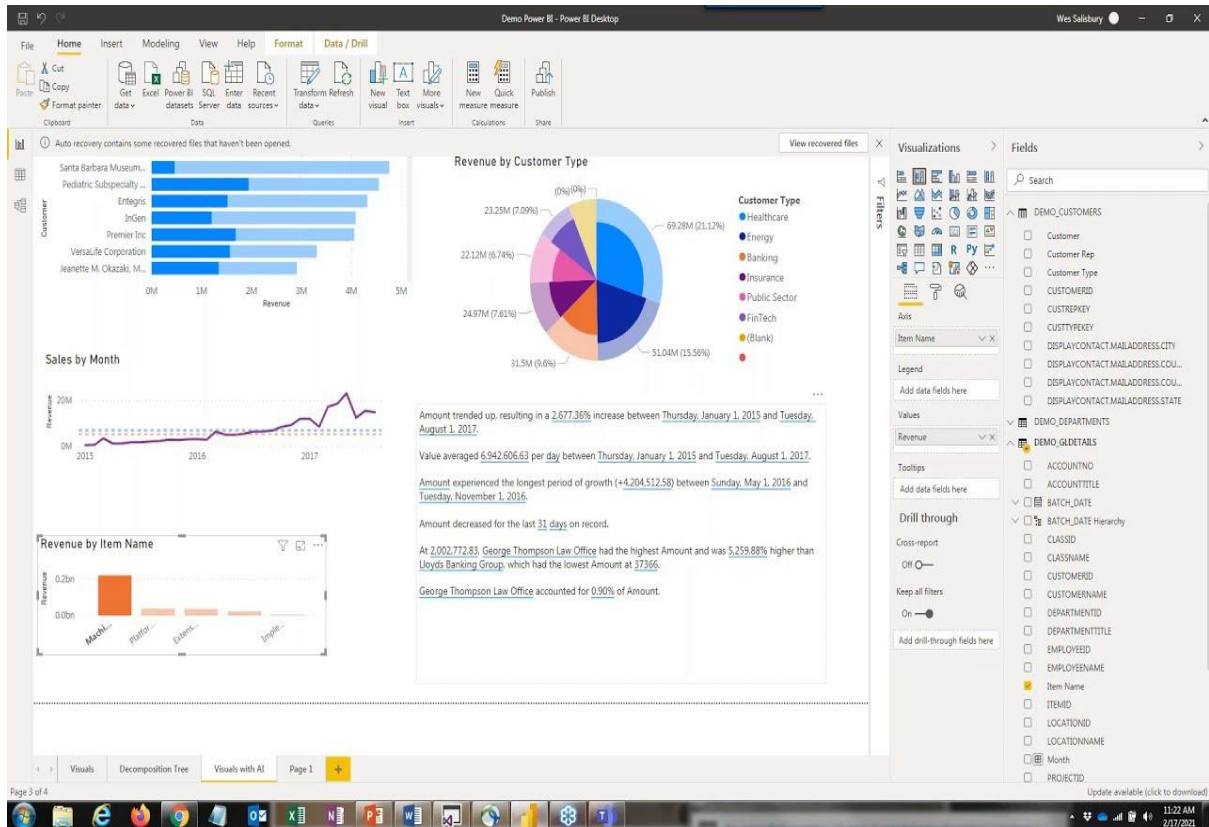 Demo Power BI - Power BI Desktop
Wes Salisbury
File Home Insert Modeling View Help Format Data / Drill
Paste
Cut
Copy
Format painter
Clipboard
Get data
Excel
Power BI datasets
SQL Server
Enter data
Recent sources
Data
Transform data
Refresh
Queries
New visual
Text box
More visuals
Insert
New measure
Quick measure
Calculations
Publish
Share
Auto recovery contains some recovered files that haven't been opened.
View recovered files
Customer
Santa Barbara Museum...
Pediatric Subspecialty ...
Entegris
InGen
Premier Inc
VersaLife Corporation
Jeanette M. Okazaki, M...
0M 1M 2M 3M 4M 5M
Revenue
Revenue by Customer Type
(0%) (0%)
23.25M (7.09%)
22.12M (6.74%)
24.97M (7.61%)
31.5M (9.6%)
69.28M (21.12%)
51.04M (15.56%)
Customer Type
Healthcare
Energy
Banking
Insurance
Public Sector
FinTech
(Blank)
Sales by Month
Revenue
20M
0M
2015 2016 2017
Amount trended up, resulting in a 2,677.36% increase between Thursday, January 1, 2015 and Tuesday,
August 1, 2017.
Value averaged 6,942,606.63 per day between Thursday, January 1, 2015 and Tuesday, August 1, 2017.
Amount experienced the longest period of growth (+4,204,512.58) between Sunday, May 1, 2016 and
Tuesday, November 1, 2016.
Amount decreased for the last 31 days on record.
At 2,002,772.83, George Thompson Law Office had the highest Amount and was 5,259.88% higher than
Lloyds Banking Group, which had the lowest Amount at 37366.
George Thompson Law Office accounted for 0.90% of Amount.
Revenue by Item Name
Revenue
0.2bn
0.0bn
Machi... Platfor... Extens... Imple...
Filters
Visualizations
R Py
Axis
Item Name
Legend
Add data fields here
Values
Revenue
Tooltips
Add data fields here
Drill through
Cross-report
Off
Keep all filters
On
Add drill-through fields here
Fields
Search
DEMO_CUSTOMERS
Customer
Customer Rep
Customer Type
CUSTOMERID
CUSTREPKEY
CUSTTYPEKEY
DISPLAYCONTACT.MAILADDRESS.CITY
DISPLAYCONTACT.MAILADDRESS.COU...
DISPLAYCONTACT.MAILADDRESS.COU...
DISPLAYCONTACT.MAILADDRESS.STATE
DEMO_DEPARTMENTS
DEMO_GLDETAILS
ACCOUNTNO
ACCOUNTTITLE
BATCH_DATE
BATCH_DATE Hierarchy
CLASSID
CLASSNAME
CUSTOMERID
CUSTOMERNAME
DEPARTMENTID
DEPARTMENTTITLE
EMPLOYEEID
EMPLOYEENAME
Item Name
ITEMID
LOCATIONID
LOCATIONNAME
Month
PROJECTID
Visuals Decomposition Tree Visuals with AI Page 1
Page 3 of 4
Update available (click to download)
11:22 AM
2/17/2021